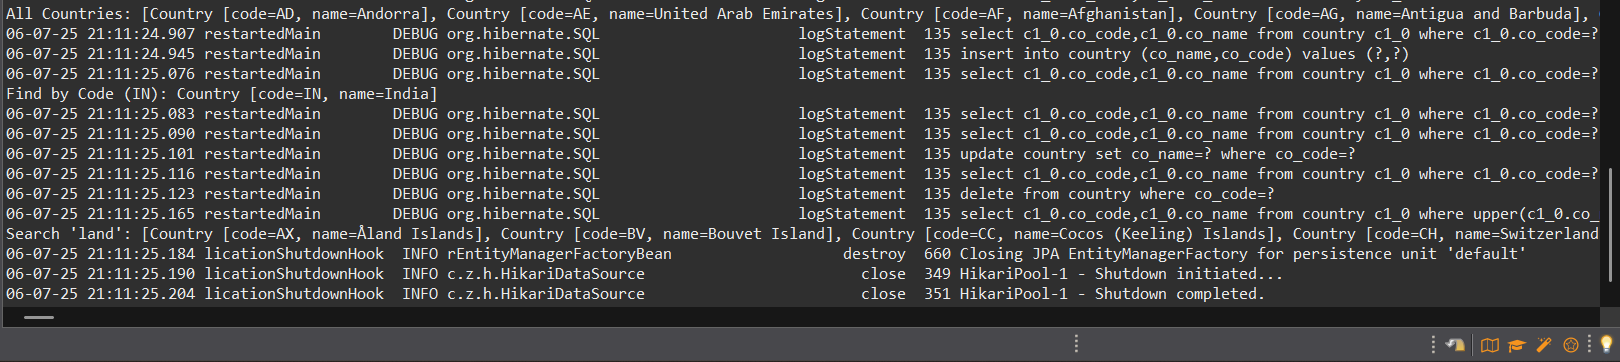 All Countries: [Country [code=AD, name=Andorra], Country [code=AE, name=United Arab Emirates], Country [code=AF, name=Afghanistan], Country [code=AG, name=Antigua and Barbuda],
06-07-25 21:11:24.907 restartedMain DEBUG org.hibernate.SQL logStatement 135 select c1_0.co_code,c1_0.co_name from country c1_0 where c1_0.co_code=?
06-07-25 21:11:24.945 restartedMain DEBUG org.hibernate.SQL logStatement 135 insert into country (co_name,co_code) values (?,?)
06-07-25 21:11:25.076 restartedMain DEBUG org.hibernate.SQL logStatement 135 select c1_0.co_code,c1_0.co_name from country c1_0 where c1_0.co_code=?
Find by Code (IN): Country [code=IN, name=India]
06-07-25 21:11:25.083 restartedMain DEBUG org.hibernate.SQL logStatement 135 select c1_0.co_code,c1_0.co_name from country c1_0 where c1_0.co_code=?
06-07-25 21:11:25.090 restartedMain DEBUG org.hibernate.SQL logStatement 135 select c1_0.co_code,c1_0.co_name from country c1_0 where c1_0.co_code=?
06-07-25 21:11:25.101 restartedMain DEBUG org.hibernate.SQL logStatement 135 update country set co_name=? where co_code=?
06-07-25 21:11:25.116 restartedMain DEBUG org.hibernate.SQL logStatement 135 select c1_0.co_code,c1_0.co_name from country c1_0 where c1_0.co_code=?
06-07-25 21:11:25.123 restartedMain DEBUG org.hibernate.SQL logStatement 135 delete from country where co_code=?
06-07-25 21:11:25.165 restartedMain DEBUG org.hibernate.SQL logStatement 135 select c1_0.co_code,c1_0.co_name from country c1_0 where upper(c1_0.co_
Search 'land': [Country [code=AX, name=Åland Islands], Country [code=BV, name=Bouvet Island], Country [code=CC, name=Cocos (Keeling) Islands], Country [code=CH, name=Switzerland
06-07-25 21:11:25.184 licationShutdownHook INFO rEntityManagerFactoryBean destroy 660 Closing JPA EntityManagerFactory for persistence unit 'default'
06-07-25 21:11:25.190 licationShutdownHook INFO c.z.h.HikariDataSource close 349 HikariPool-1 - Shutdown initiated...
06-07-25 21:11:25.204 licationShutdownHook INFO c.z.h.HikariDataSource close 351 HikariPool-1 - Shutdown completed.